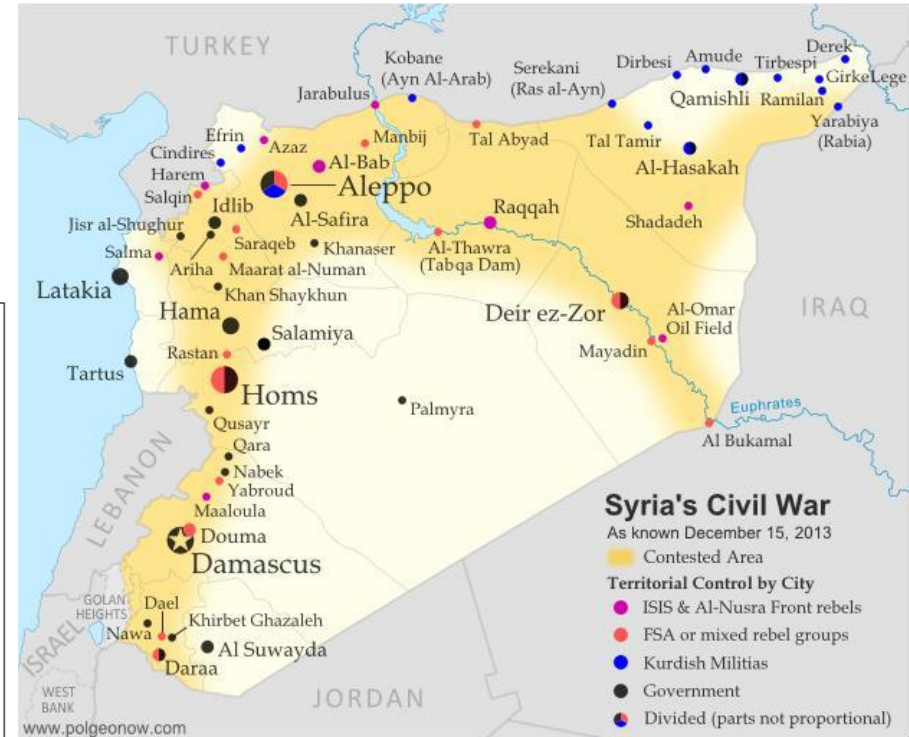 TURKEY
Kobane
(Ayn Al-Arab)
Serekani
(Ras al-Ayn)
Dirbesi
Amude
Tirbespi
Derek
GirkeLege
Jarabulus
Qamishli
Ramilan
Yarabiya
(Rabia)
Efrin
Cindires
Azaz
Manbij
Tal Abyad
Tal Tamir
Harem
Al-Bab
Al-Hasakah
Salqin
Aleppo
Idlib
Al-Safira
Raqqah
Shadadeh
Jisr al-Shughur
Saraqeb
Khanaser
Al-Thawra
(Tabqa Dam)
Salma
Ariha
Maarat al-Numan
Latakia
Khan Shaykhun
Deir ez-Zor
Al-Omar
Oil Field
IRAQ
Hama
Salamiya
Mayadin
Rastan
Tartus
Homs
Palmyra
Euphrates
Qusayr
Al Bukamal
Qara
LEBANON
Nabek
Yabroud
Maaloula
Douma
Damascus
GOLAN
HEIGHTS
Dael
Khirbet Ghazaleh
Nawa
Al Suwayda
ISRAEL
Daraa
WEST
BANK
JORDAN
www.polgeonow.com
Syria's Civil War
As known December 15, 2013
Contested Area
Territorial Control by City
ISIS & Al-Nusra Front rebels
FSA or mixed rebel groups
Kurdish Militias
Government
Divided (parts not proportional)